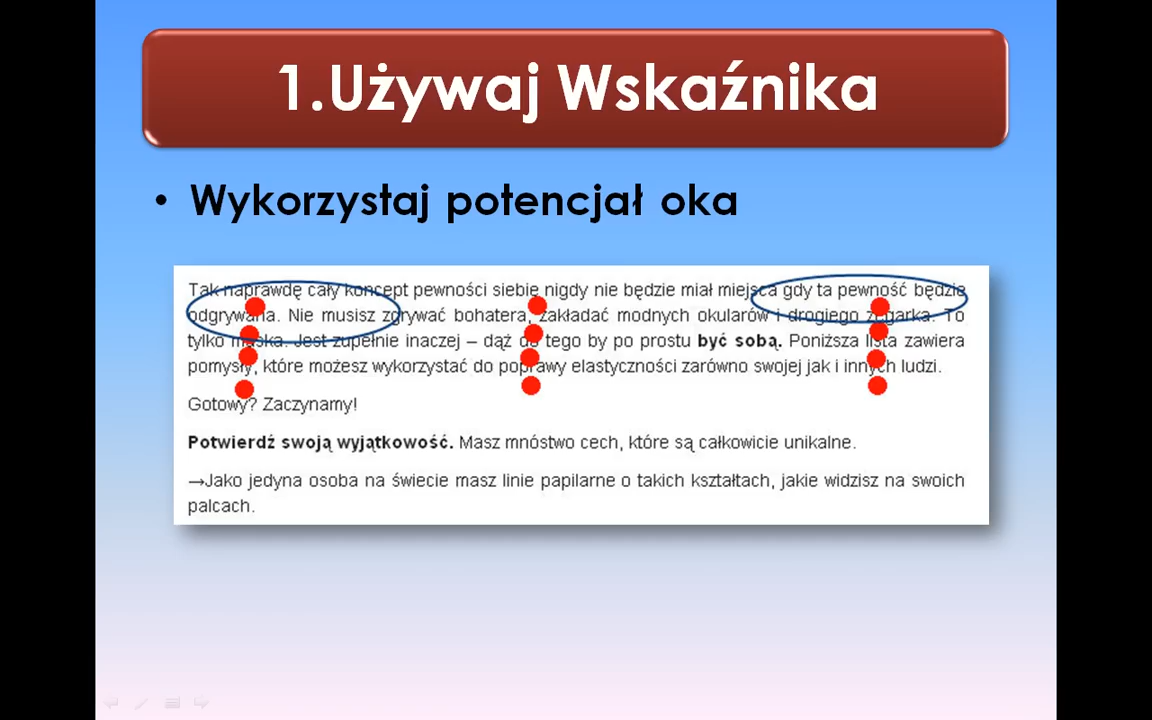 1.Używaj Wskaźnika
• Wykorzystaj potencjał oka
Tak naprawdę cały koncept pewności siebie nigdy nie będzie miał miejsca gdy ta pewność będzie
odgrywana. Nie musisz zgrywać bohatera, zakładać modnych okularów i drogiego zegarka. To
tylko maska. Jest zupełnie inaczej – dąż do tego by po prostu być sobą. Poniższa lista zawiera
pomysły, które możesz wykorzystać do poprawy elastyczności zarówno swojej jak i innych ludzi.
Gotowy? Zaczynamy!
Potwierdź swoją wyjątkowość. Masz mnóstwo cech, które są całkowicie unikalne.
→Jako jedyna osoba na świecie masz linie papilarne o takich kształtach, jakie widzisz na swoich
palcach.